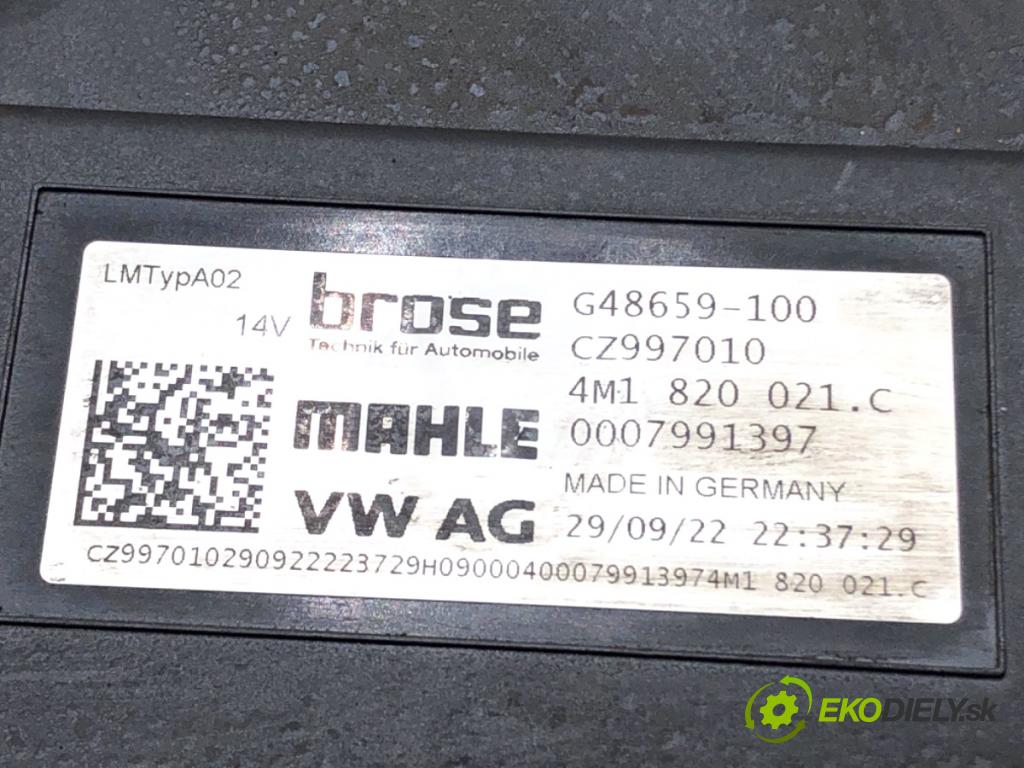 LMTypA02
14V
brose
Technik für Automobile
MAHLE
VW AG
G48659-100
CZ997010
4M1 820 021.C
0007991397
MADE IN GERMANY
29/09/22 22:37:29
CZ997010290922223729H09000400079913974M1 820 021.C
EKODIELY.sk